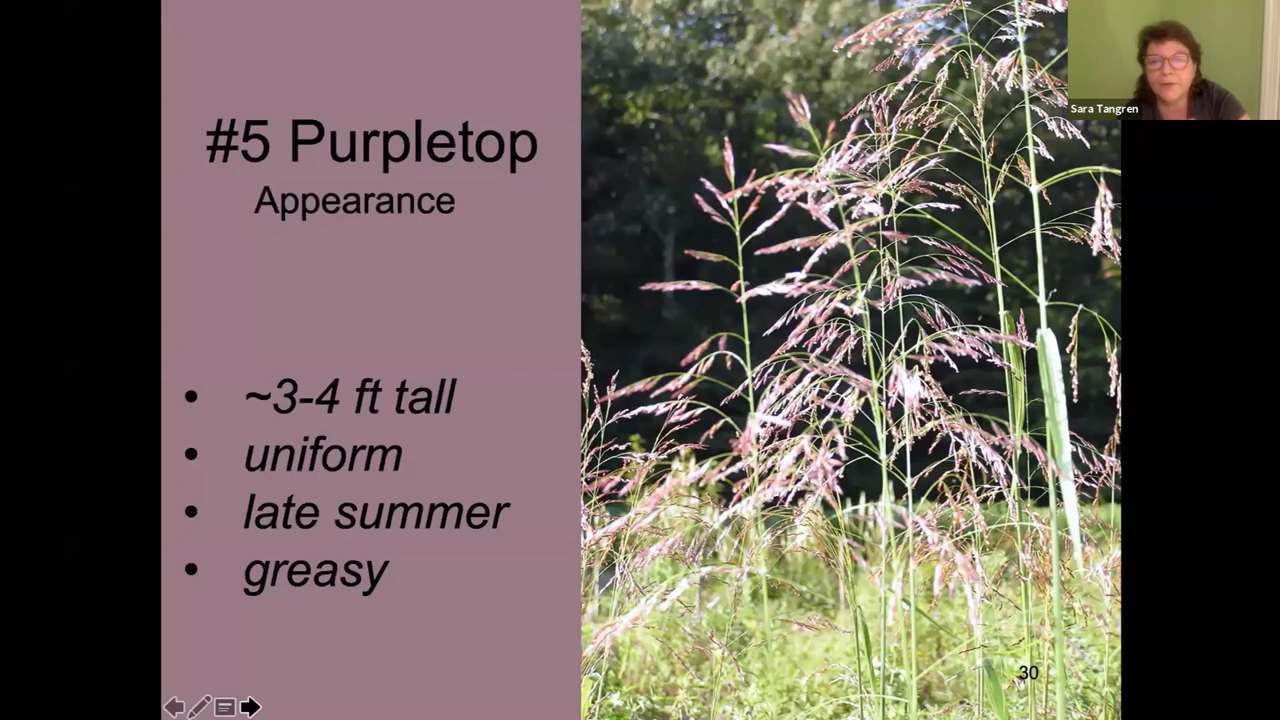 #5 Purpletop
Appearance
• ~3-4 ft tall
• uniform
• late summer
• greasy
Sara Tangren
30